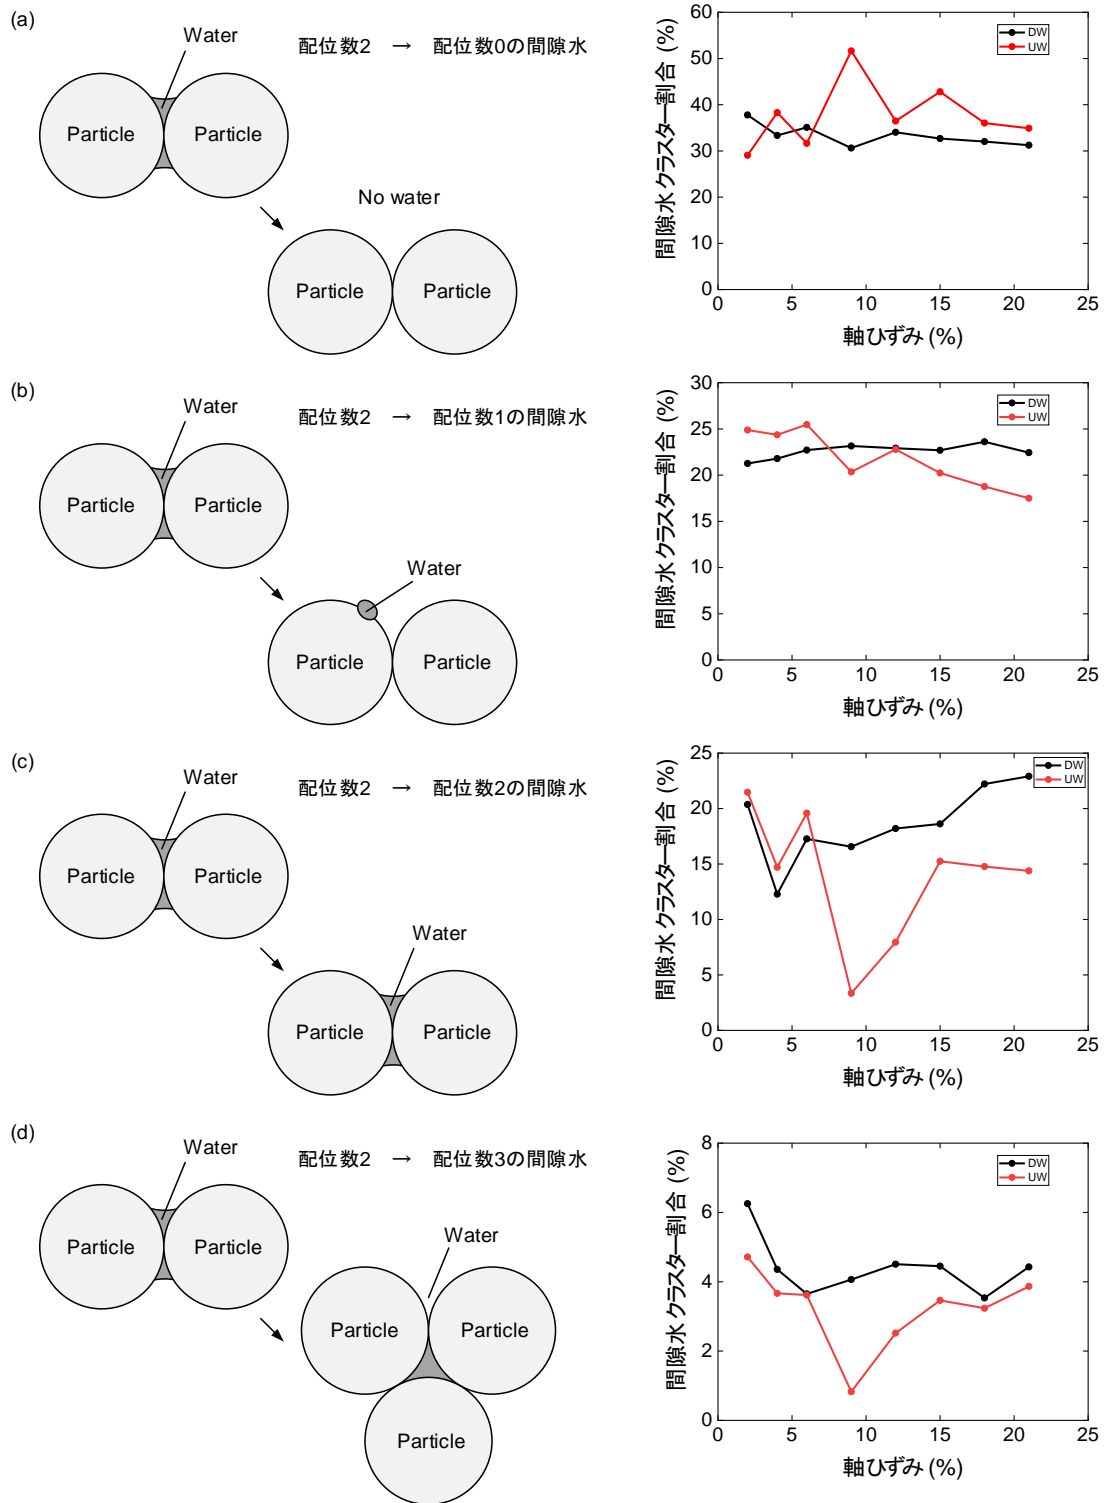 (a)
Water
配位数2 → 配位数0の間隙水
Particle
Particle
No water
Particle
Particle
60
50
40
30
20
60
10
0
0
5
10
15
20
25
間隙水クラスター割合 (%)
軸ひずみ (%)
DW
UW
(b)
Water
配位数2 → 配位数1の間隙水
Particle
Particle
Water
Particle
Particle
30
25
20
15
10
5
0
0
5
10
15
20
25
間隙水クラスター割合 (%)
軸ひずみ (%)
DW
UW
(c)
Water
配位数2 → 配位数2の間隙水
Particle
Particle
Water
Particle
Particle
25
20
15
10
5
0
0
5
10
15
20
25
間隙水クラスター割合 (%)
軸ひずみ (%)
DW
UW
(d)
Water
配位数2 → 配位数3の間隙水
Particle
Particle
Water
Particle
Particle
Particle
8
6
4
2
0
0
5
10
15
20
25
間隙水クラスター割合 (%)
軸ひずみ (%)
DW
UW